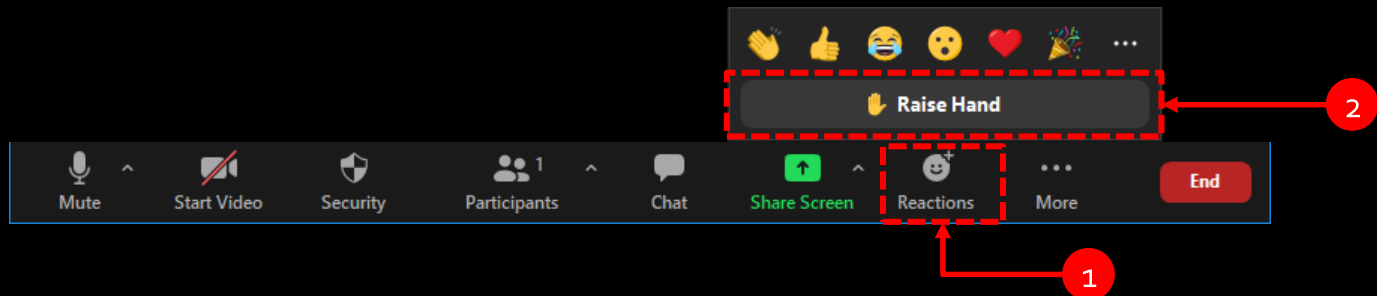 Raise Hand
2
1
Mute
Start Video
Security
Participants
Chat
Share Screen
Reactions
More
End
1